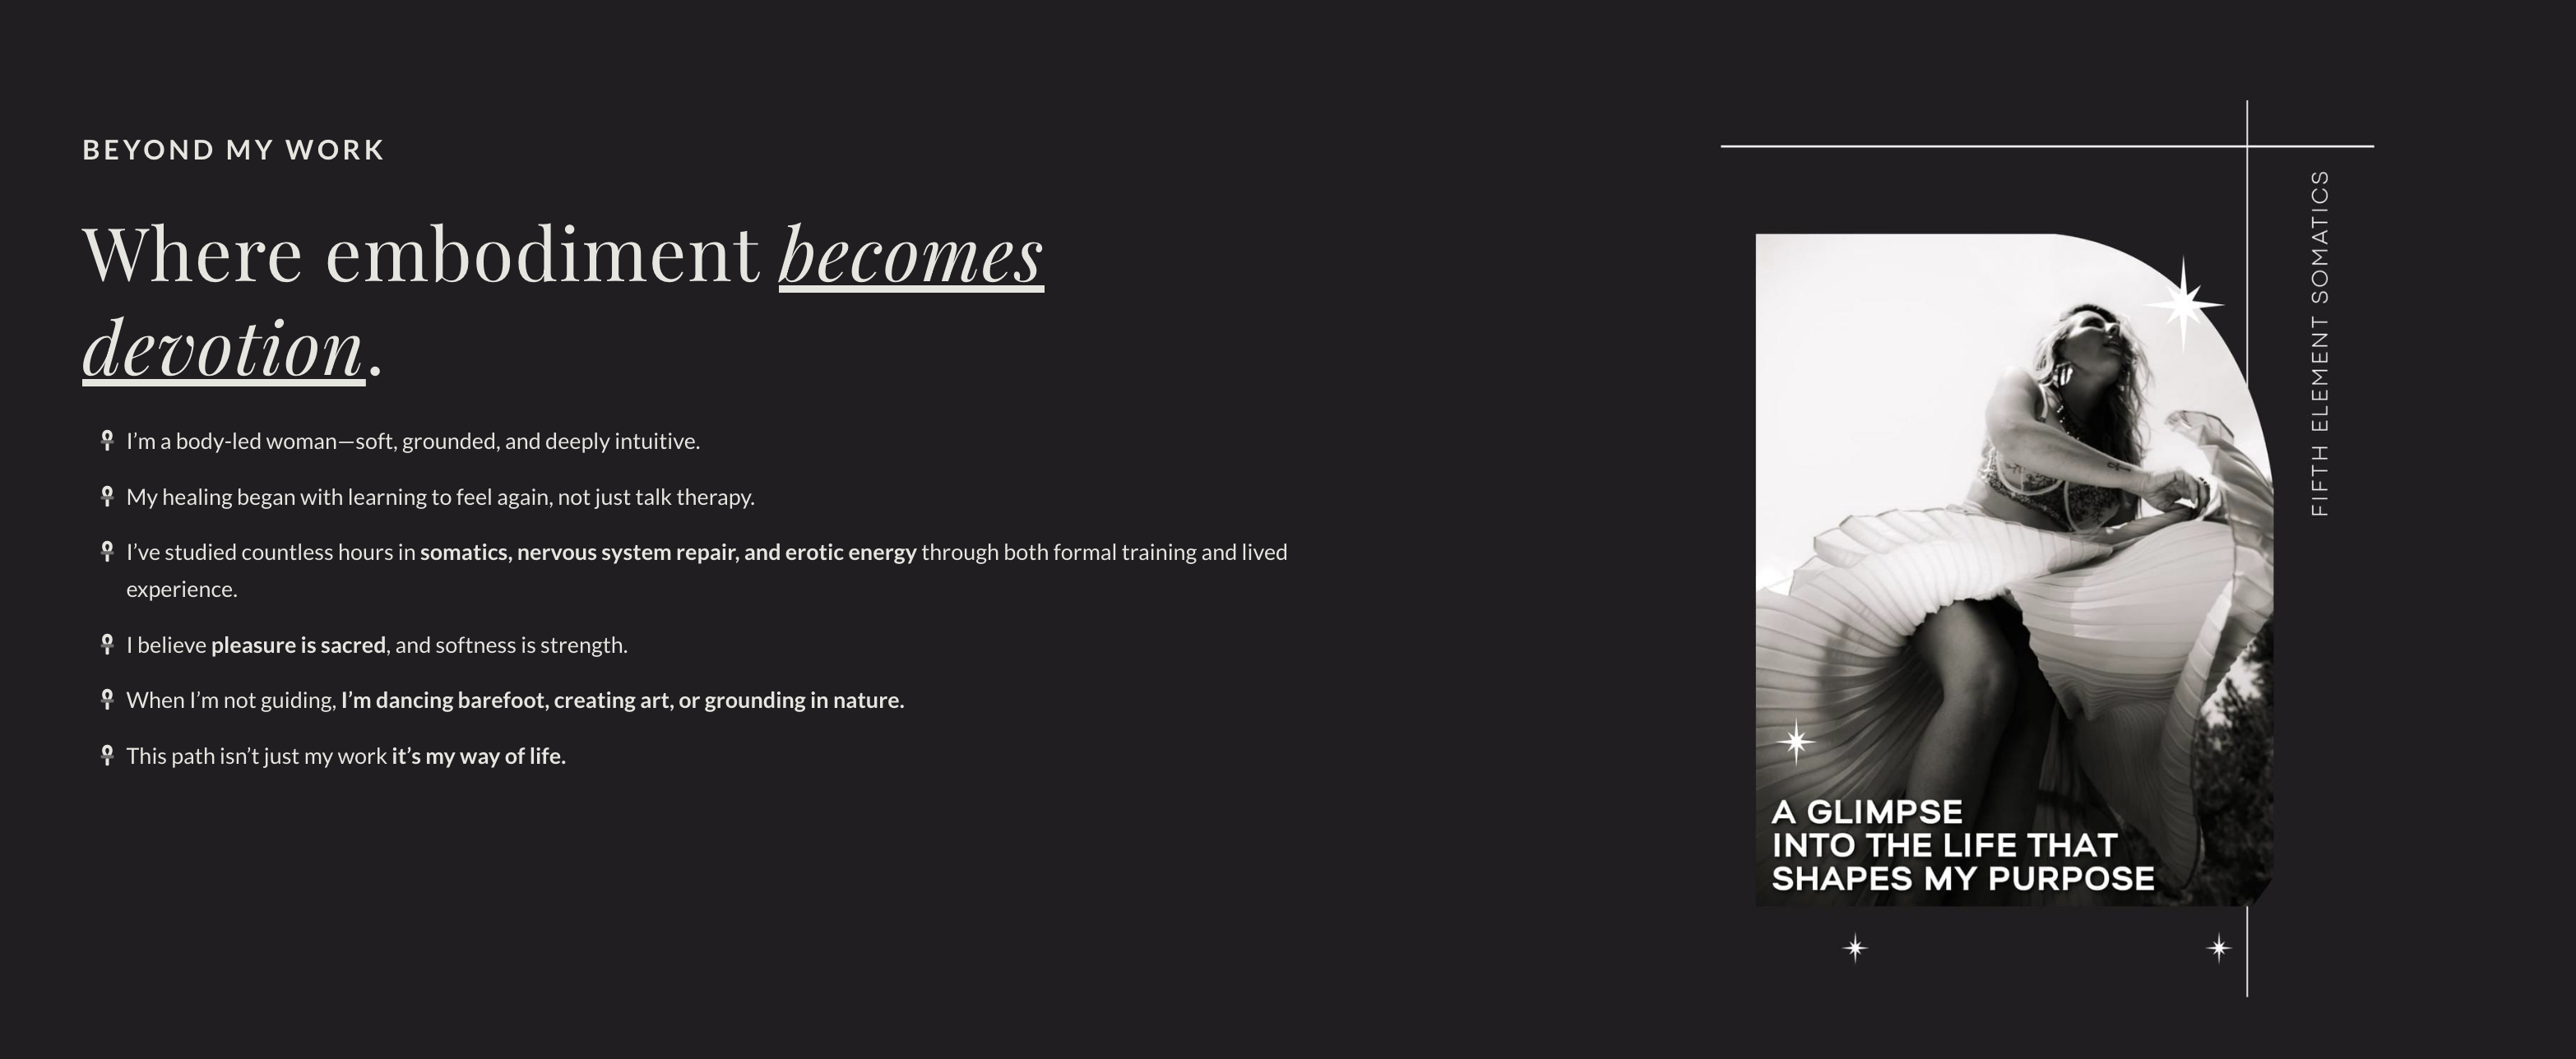 BEYOND MY WORK
Where embodiment becomes
devotion.
I’m a body-led woman—soft, grounded, and deeply intuitive.
My healing began with learning to feel again, not just talk therapy.
I’ve studied countless hours in somatics, nervous system repair, and erotic energy through both formal training and lived
experience.
I believe pleasure is sacred, and softness is strength.
When I’m not guiding, I’m dancing barefoot, creating art, or grounding in nature.
This path isn’t just my work it’s my way of life.
FIFTH ELEMENT SOMATICS
A GLIMPSE
INTO THE LIFE THAT
SHAPES MY PURPOSE